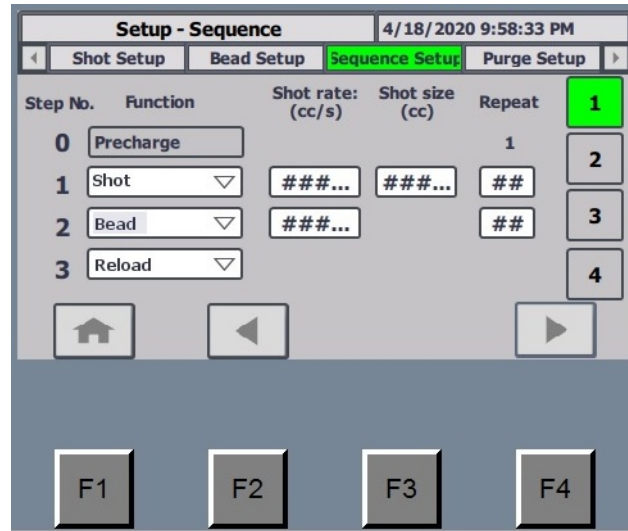 Setup - Sequence 4/18/2020 9:58:33 PM
Shot Setup Bead Setup Sequence Setup Purge Setup
Step No. Function Shot rate: (cc/s) Shot size (cc) Repeat 1
0 Precharge 1
2
1 Shot ###... ###... ##
2 Bead ###... ## 3
3 Reload 4
F1 F2 F3 F4